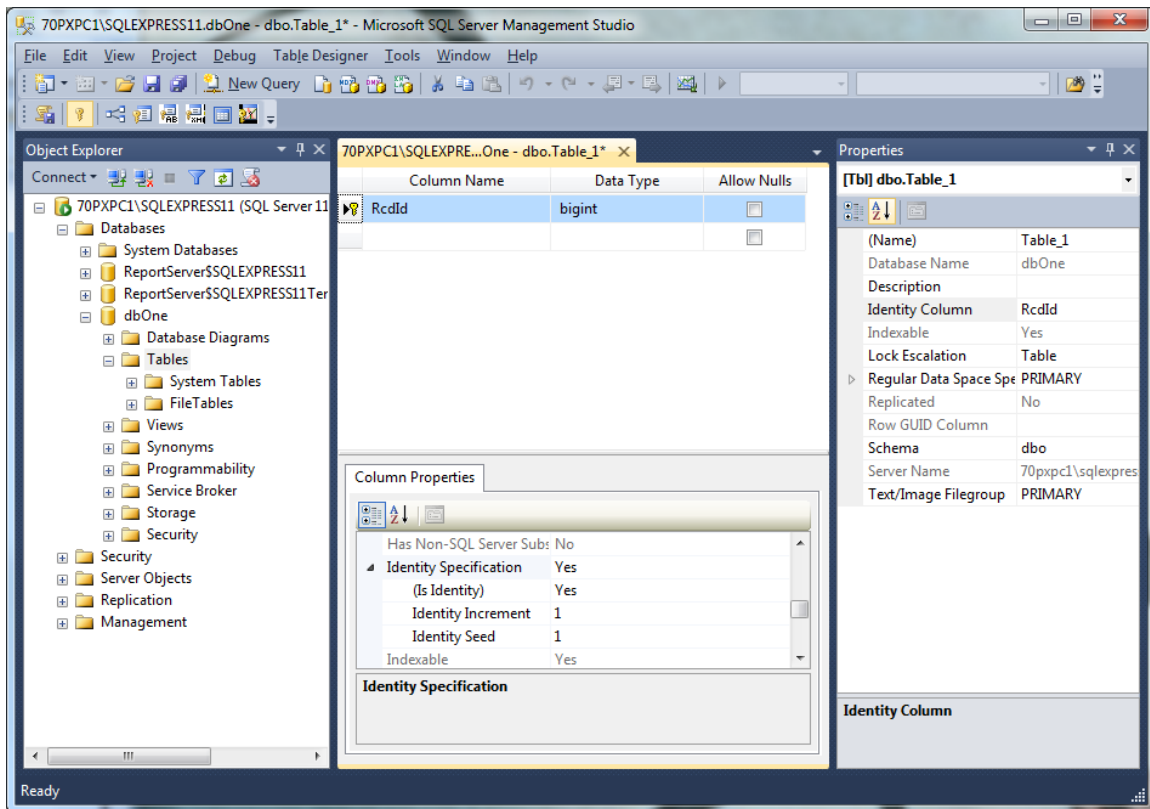 70PXPC1\SQLEXPRESS11.dbOne - dbo.Table_1* - Microsoft SQL Server Management Studio
File Edit View Project Debug Table Designer Tools Window Help
New Query
Object Explorer
Connect
70PXPC1\SQLEXPRESS11 (SQL Server 11
Databases
System Databases
ReportServer$SQLEXPRESS11
ReportServer$SQLEXPRESS11Ter
dbOne
Database Diagrams
Tables
System Tables
FileTables
Views
Synonyms
Programmability
Service Broker
Storage
Security
Security
Server Objects
Replication
Management
70PXPC1\SQLEXPRE...One - dbo.Table_1*
Column Name Data Type Allow Nulls
RcdId bigint
Column Properties
Has Non-SQL Server Subs No
Identity Specification Yes
(Is Identity) Yes
Identity Increment 1
Identity Seed 1
Indexable Yes
Identity Specification
Properties
[Tbl] dbo.Table_1
(Name) Table_1
Database Name dbOne
Description
Identity Column RcdId
Indexable Yes
Lock Escalation Table
Regular Data Space Spe PRIMARY
Replicated No
Row GUID Column
Schema dbo
Server Name 70pxpc1\sqlexpres
Text/Image Filegroup PRIMARY
Identity Column
Ready